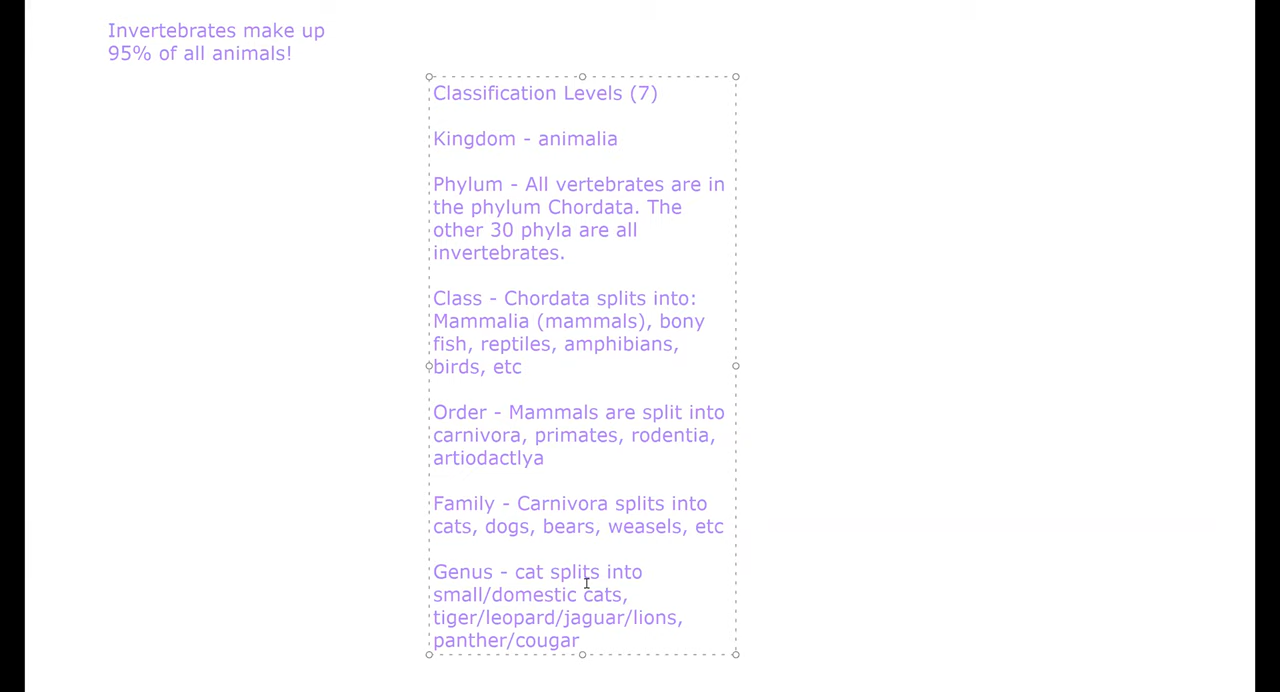 Invertebrates make up
95% of all animals!
Classification Levels (7)
Kingdom - animalia
Phylum - All vertebrates are in
the phylum Chordata. The
other 30 phyla are all
invertebrates.
Class - Chordata splits into:
Mammalia (mammals), bony
fish, reptiles, amphibians,
birds, etc
Order - Mammals are split into
carnivora, primates, rodentia,
artiodactlya
Family - Carnivora splits into
cats, dogs, bears, weasels, etc
Genus - cat splits into
small/domestic cats,
tiger/leopard/jaguar/lions,
panther/cougar